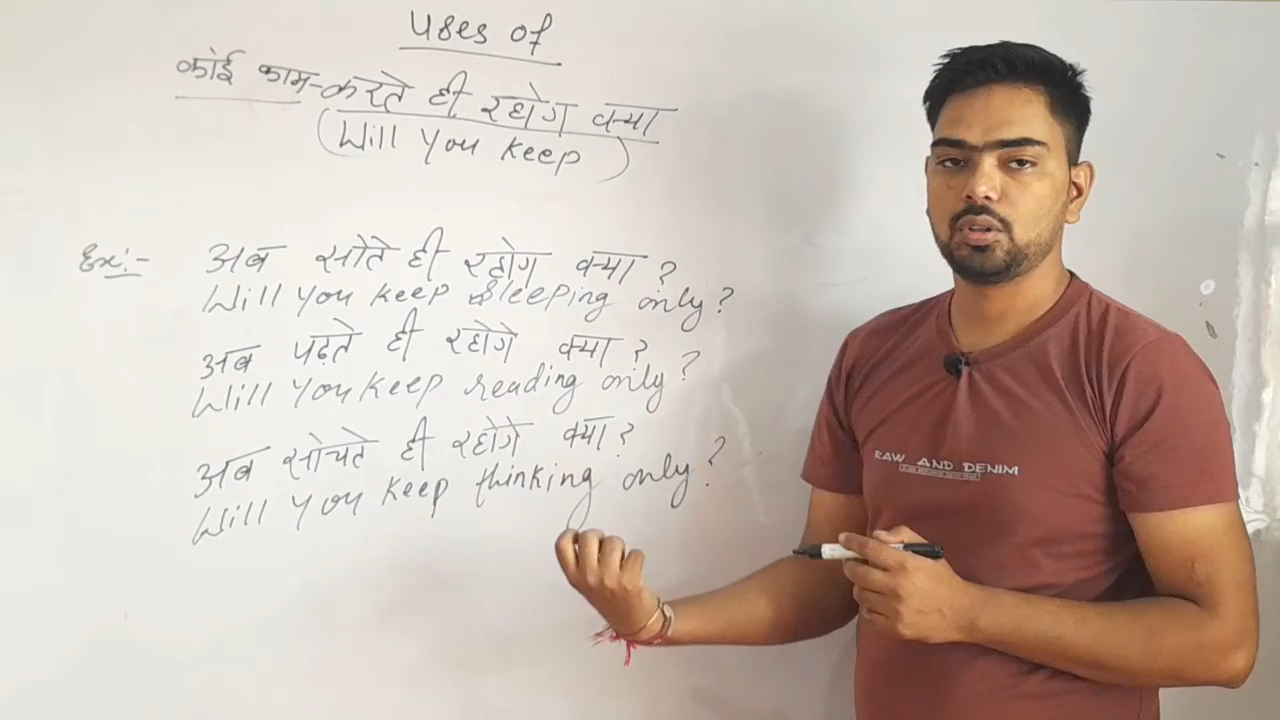 Uses of
कोई काम-करते ही रहोग क्या
(Will You keep)
Ex:-
अब सोते ही रहोग क्या ?
Will You keep sleeping only?
अब पढ़ते ही रहोगे क्या ?
Will You keep reading only?
अब सोचते ही रहोगे क्या ?
Will You keep thinking only?
RAW AND DENIM